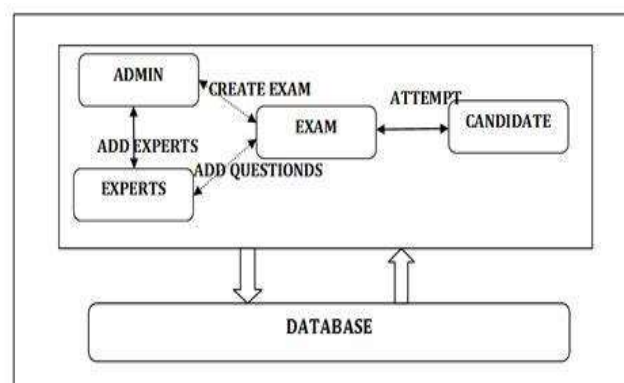 ADMIN
CREATE EXAM
ATTEMPT
EXAM
CANDIDATE
ADD EXPERTS
ADD QUESTIONDS
EXPERTS
DATABASE